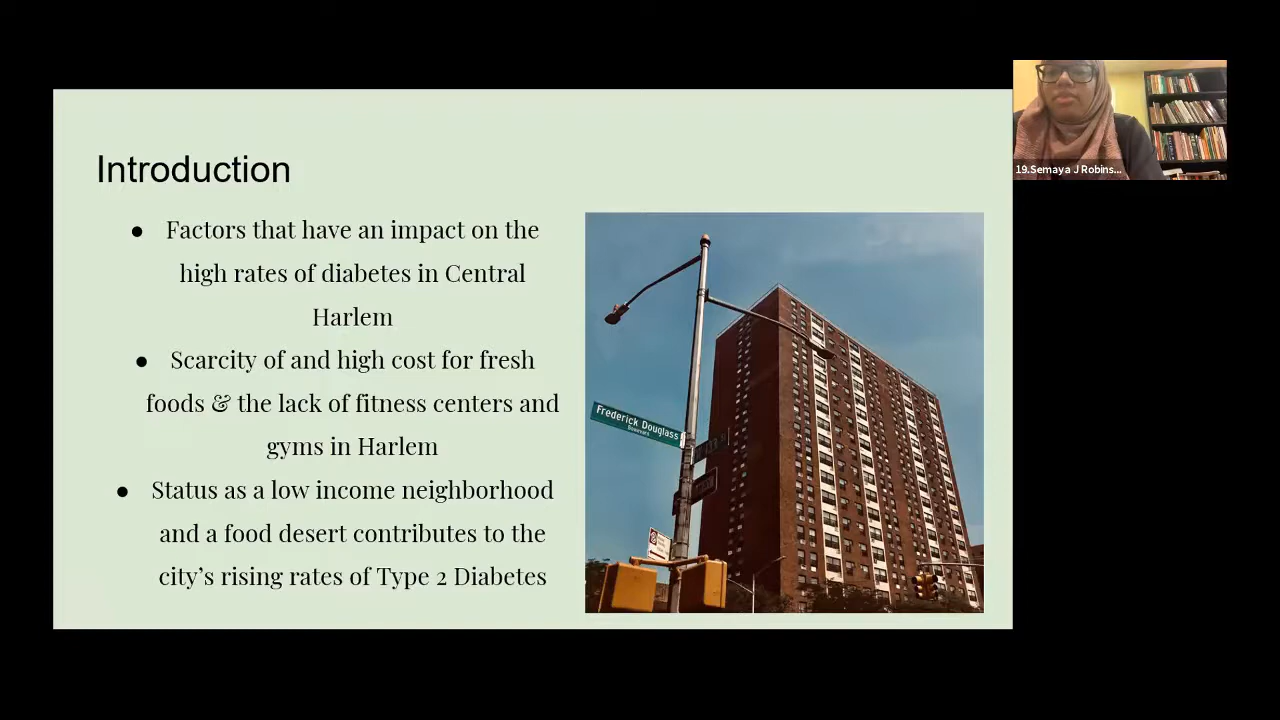 Introduction
● Factors that have an impact on the
high rates of diabetes in Central
Harlem
● Scarcity of and high cost for fresh
foods & the lack of fitness centers and
gyms in Harlem
● Status as a low income neighborhood
and a food desert contributes to the
city's rising rates of Type 2 Diabetes
Frederick Douglass
Boulevard
19.Semaya J Robins...